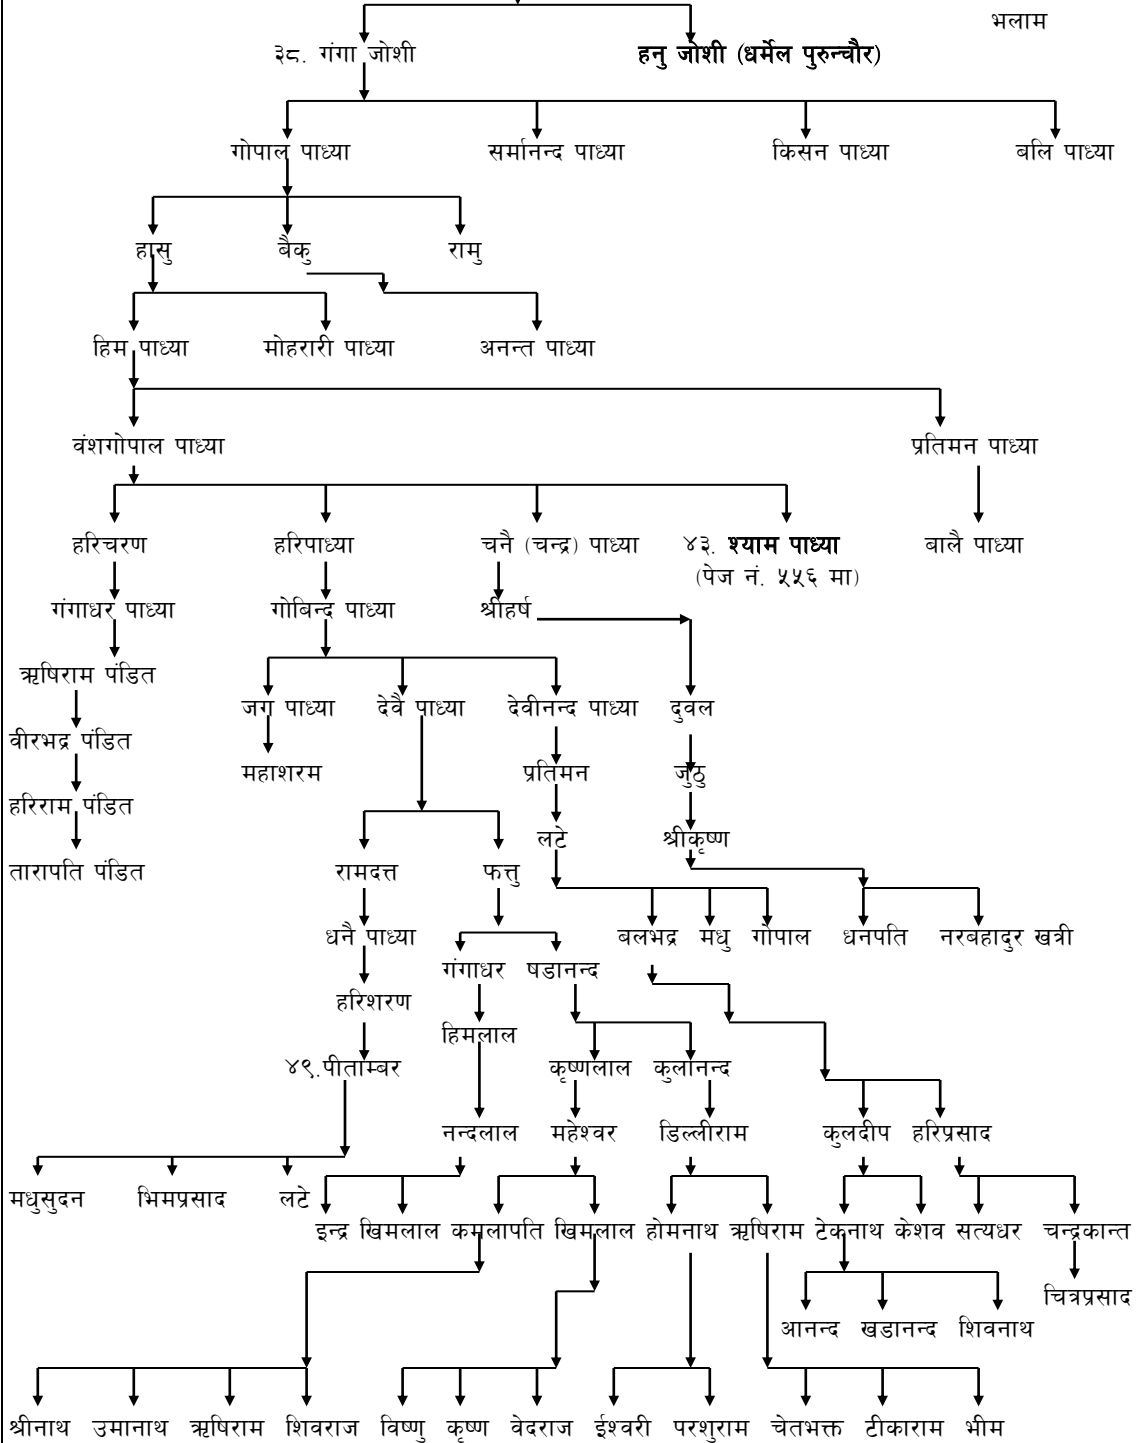 भलाम
३८. गंगा जोशी हनु जोशी (धर्मेल पुरुन्चौर)
गोपाल पाध्या सर्मानन्द पाध्या किसन पाध्या बलि पाध्या
हासु बैकु रामु
हिम पाध्या मोहरारी पाध्या अनन्त पाध्या
वंशगोपाल पाध्या प्रतिमन पाध्या
हरिचरण हरिपाध्या चनै (चन्द्र) पाध्या ४३. श्याम पाध्या बालै पाध्या
(पेज नं. ५५६ मा)
गंगाधर पाध्या गोबिन्द पाध्या श्रीहर्ष
ऋषिराम पंडित
जग पाध्या देवै पाध्या देवीनन्द पाध्या दुवल
वीरभद्र पंडित
महाशरम प्रतिमन जुठु
हरिराम पंडित
लटे श्रीकृष्ण
तारापति पंडित रामदत्त फत्तु
धनै पाध्या बलभद्र मधु गोपाल धनपति नरबहादुर खत्री
गंगाधर षडानन्द
हरिशरण
हिमलाल
४९.पीताम्बर कृष्णलाल कुलानन्द
नन्दलाल महेश्वर डिल्लीराम कुलदीप हरिप्रसाद
मधुसुदन भिमप्रसाद लटे
इन्द्र खिमलाल कमलापति खिमलाल होमनाथ ऋषिराम टेकनाथ केशव सत्यधर चन्द्रकान्त
चित्रप्रसाद
आनन्द खडानन्द शिवनाथ
श्रीनाथ उमानाथ ऋषिराम शिवराज विष्णु कृष्ण वेदराज ईश्वरी परशुराम चेतभक्त टीकाराम भीम